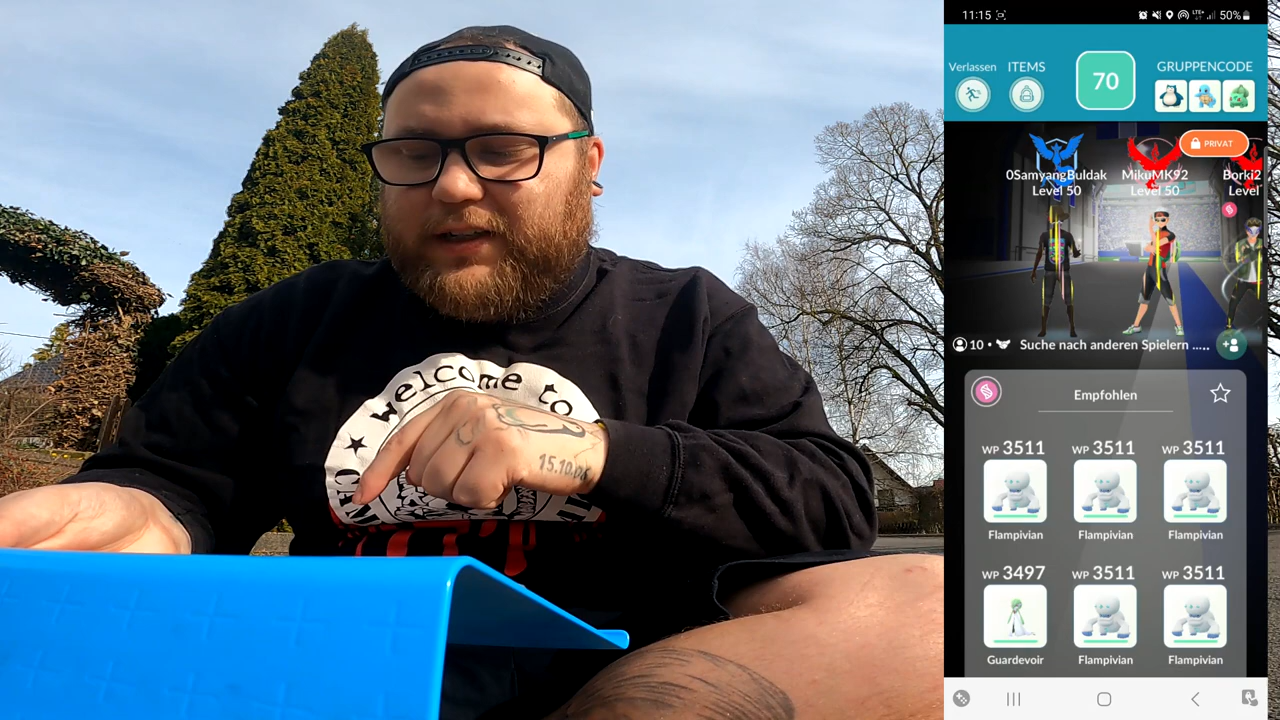 welcome to
15.10.
11:15
LTE+
50%
Verlassen
ITEMS
70
GRUPPENCODE
PRIVAT
0SamyangBuldak
Level 50
MikuMK92
Level 50
Borki2
Level
10 • Suche nach anderen Spielern .....
Empfohlen
WP 3511
WP 3511
WP 3511
Flampivian
Flampivian
Flampivian
WP 3497
WP 3511
WP 3511
Guardevoir
Flampivian
Flampivian